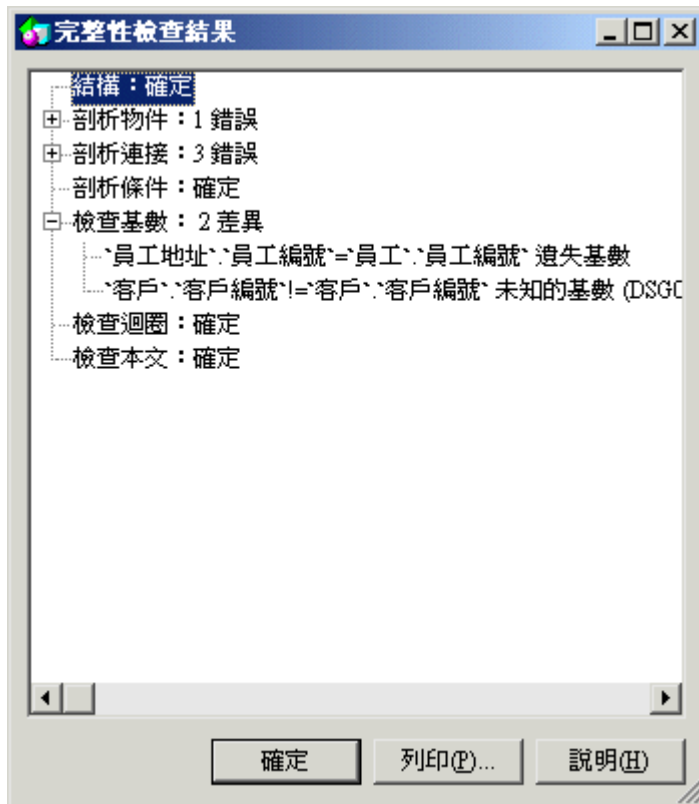 完整性檢查結果
結構：確定
剖析物件：1 錯誤
剖析連接：3 錯誤
剖析條件：確定
檢查基數： 2 差異
`員工地址`.`員工編號`=`員工`.`員工編號` 遺失基數
`客戶`.`客戶編號`!=`客戶`.`客戶編號` 未知的基數 (DSG0
檢查迴圈：確定
檢查本文：確定
確定
列印(P)...
說明(H)